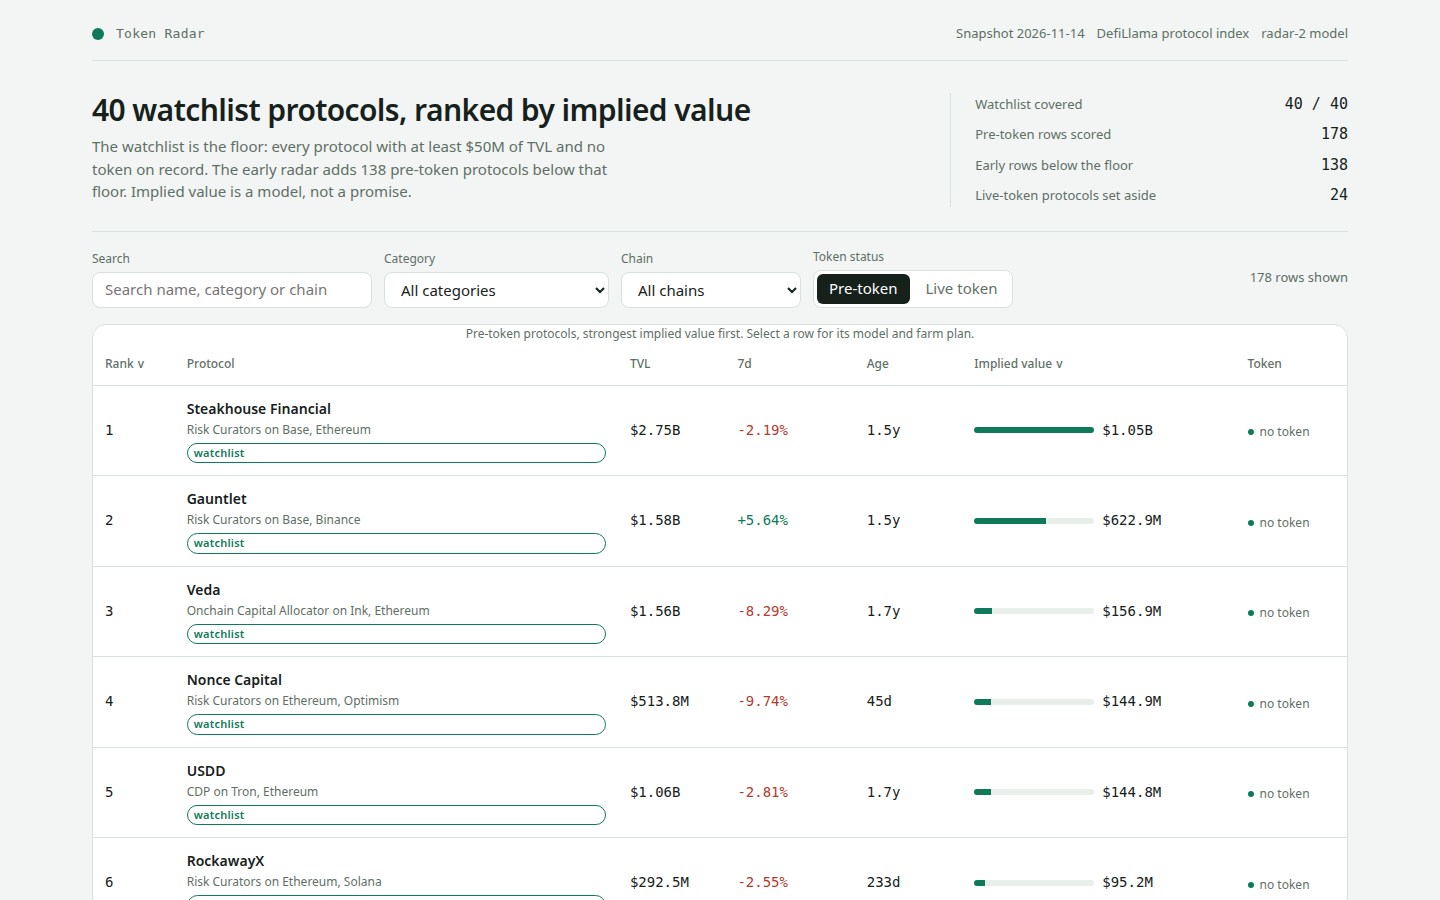 Token Radar
Snapshot 2026-11-14 DefiLlama protocol index radar-2 model
40 watchlist protocols, ranked by implied value
The watchlist is the floor: every protocol with at least $50M of TVL and no
token on record. The early radar adds 138 pre-token protocols below that
floor. Implied value is a model, not a promise.
Watchlist covered 40 / 40
Pre-token rows scored 178
Early rows below the floor 138
Live-token protocols set aside 24
Search Category Chain Token status
Search name, category or chain All categories All chains Pre-token Live token 178 rows shown
Pre-token protocols, strongest implied value first. Select a row for its model and farm plan.
Rank v Protocol TVL 7d Age Implied value v Token
Steakhouse Financial
Risk Curators on Base, Ethereum
1 $2.75B -2.19% 1.5y $1.05B no token
watchlist
Gauntlet
Risk Curators on Base, Binance
2 $1.58B +5.64% 1.5y $622.9M no token
watchlist
Veda
Onchain Capital Allocator on Ink, Ethereum
3 $1.56B -8.29% 1.7y $156.9M no token
watchlist
Nonce Capital
Risk Curators on Ethereum, Optimism
4 $513.8M -9.74% 45d $144.9M no token
watchlist
USDD
CDP on Tron, Ethereum
5 $1.06B -2.81% 1.7y $144.8M no token
watchlist
RockawayX
Risk Curators on Ethereum, Solana
6 $292.5M -2.55% 233d $95.2M no token